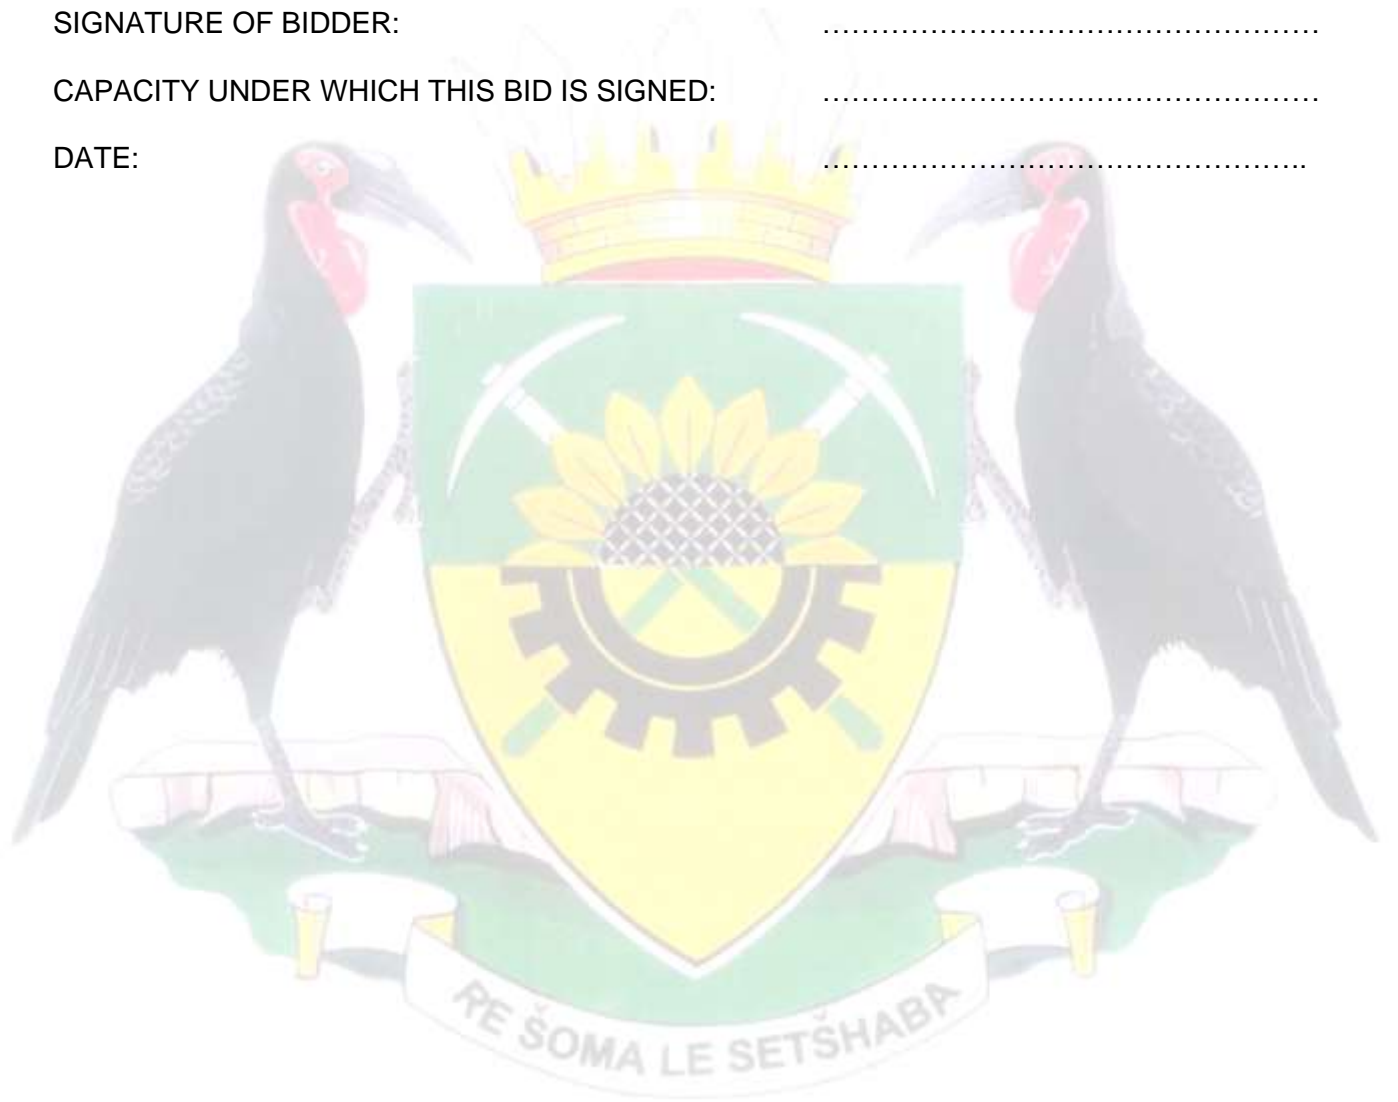 SIGNATURE OF BIDDER: ……………………………………………
CAPACITY UNDER WHICH THIS BID IS SIGNED: ……………………………………………
DATE: …………………………………………..
RE ŠOMA LE SETŠHABA